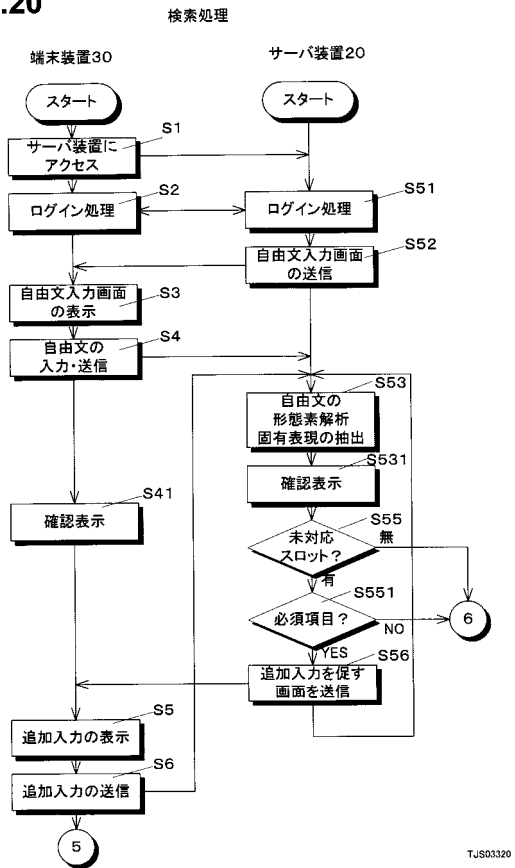 .20
検索処理
端末装置30
サーバ装置20
スタート
スタート
S1
サーバ装置に
アクセス
S2
ログイン処理
S51
ログイン処理
S52
自由文入力画面
の送信
S3
自由文入力画面
の表示
S4
自由文の
入力・送信
S53
自由文の
形態素解析
固有表現の抽出
S531
確認表示
S41
確認表示
S55
未対応
スロット？
無
有
S551
必須項目？
NO
6
YES
S56
追加入力を促す
画面を送信
S5
追加入力の表示
S6
追加入力の送信
5
TJS03320